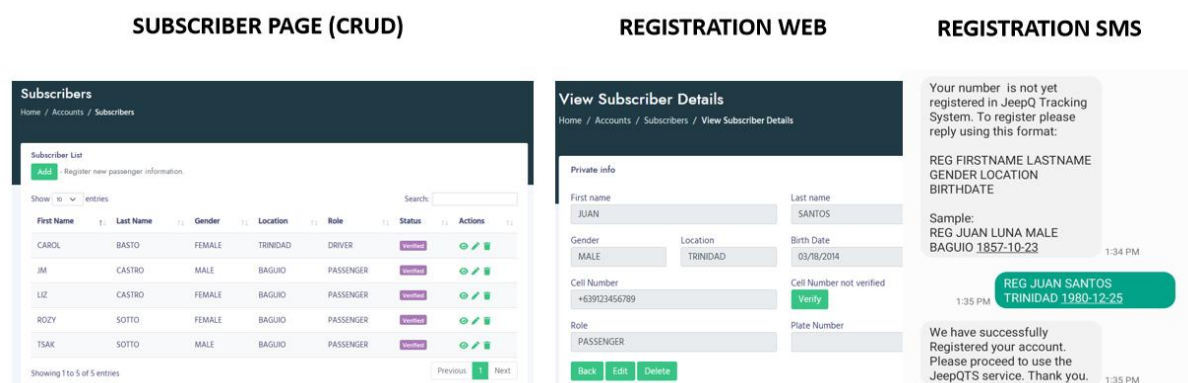 SUBSCRIBER PAGE (CRUD)
REGISTRATION WEB
REGISTRATION SMS
Subscribers
Home / Accounts / Subscribers
Subscriber List
Add - Register new passenger information.
Show 10 entries
Search:
First Name Last Name Gender Location Role Status Actions
CAROL BASTO FEMALE TRINIDAD DRIVER Verified
JM CASTRO MALE BAGUIO PASSENGER Verified
LIZ CASTRO FEMALE BAGUIO PASSENGER Verified
ROZY SOTTO FEMALE BAGUIO PASSENGER Verified
TSAK SOTTO MALE BAGUIO PASSENGER Verified
Showing 1 to 5 of 5 entries
Previous 1 Next
View Subscriber Details
Home / Accounts / Subscribers / View Subscriber Details
Private info
First name Last name
JUAN SANTOS
Gender Location Birth Date
MALE TRINIDAD 03/18/2014
Cell Number Cell Number not verified
+639123456789 Verify
Role Plate Number
PASSENGER
Back Edit Delete
Your number is not yet
registered in JeepQ Tracking
System. To register please
reply using this format:
REG FIRSTNAME LASTNAME
GENDER LOCATION
BIRTHDATE
Sample:
REG JUAN LUNA MALE
BAGUIO 1857-10-23
1:34 PM
REG JUAN SANTOS
TRINIDAD 1980-12-25
1:35 PM
We have successfully
Registered your account.
Please proceed to use the
JeepQTS service. Thank you.
1:35 PM